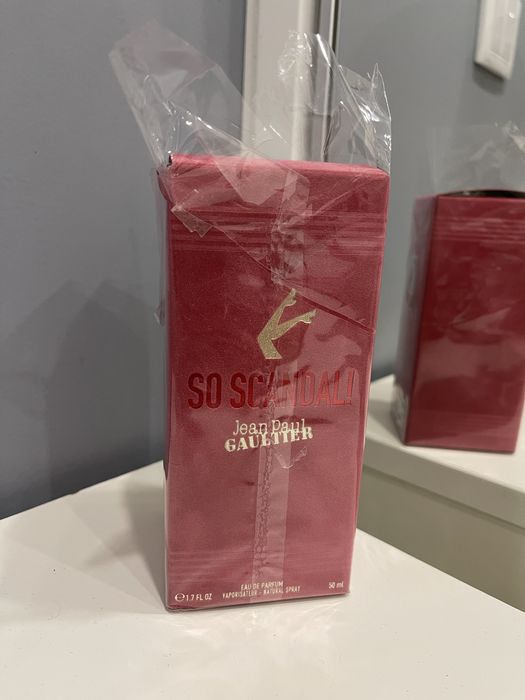 SO SCANDAL!
Jean Paul
GAULTIER
EAU DE PARFUM
℮ 1.7 FL OZ VAPORISATEUR - NATURAL SPRAY 50 ml